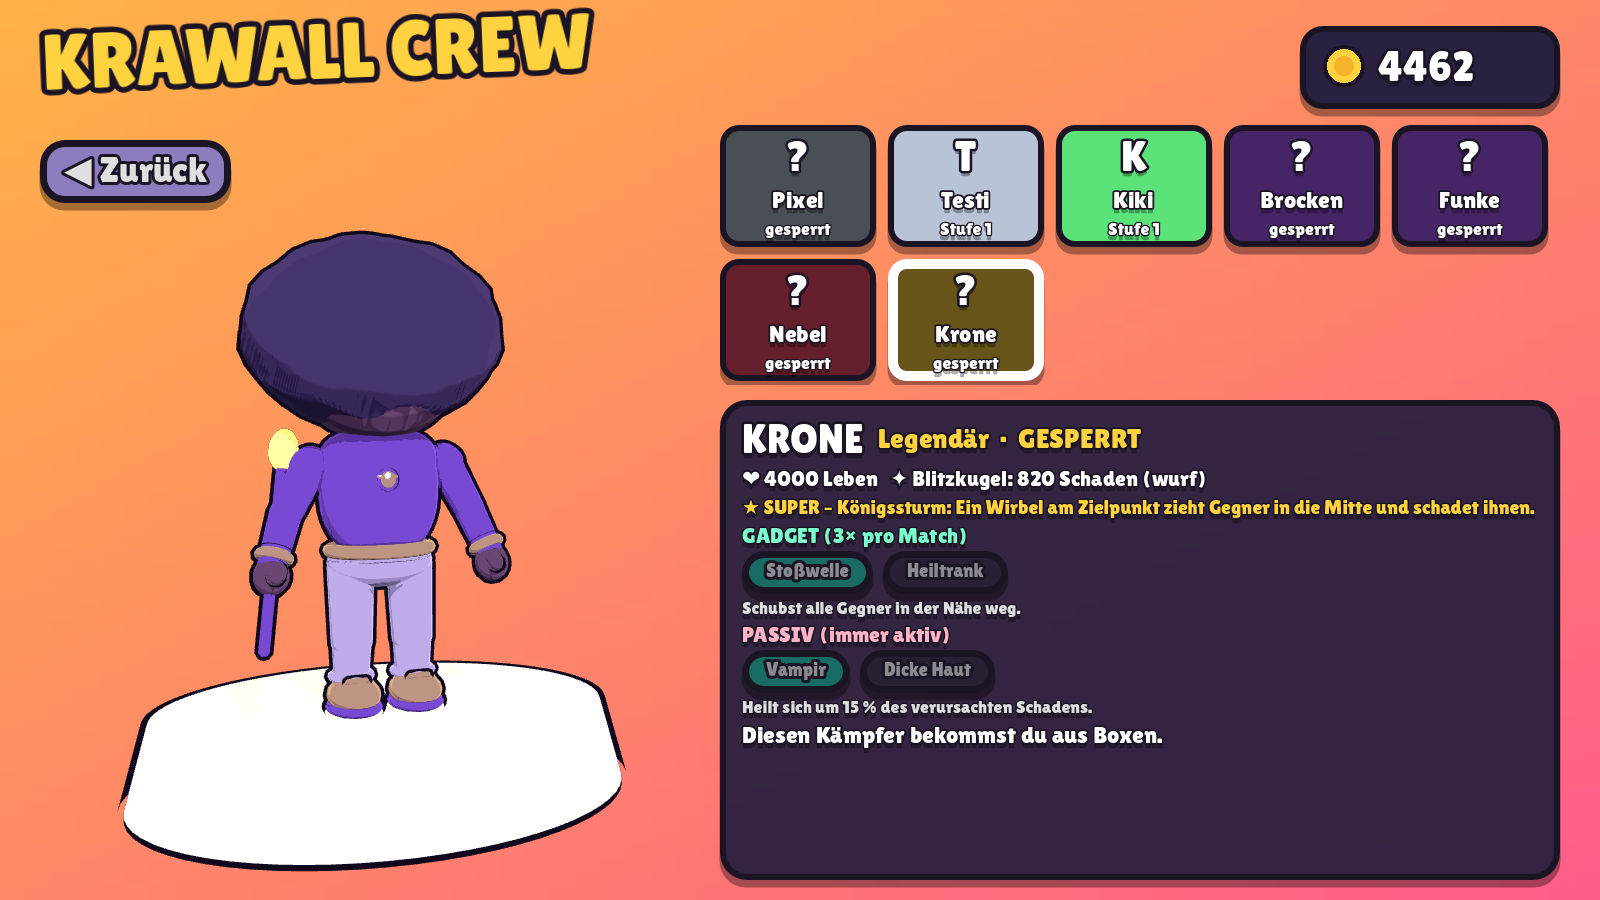 KRAWALL CREW
4462
◀ Zurück
?
Pixel
gesperrt
T
Testi
Stufe 1
K
Kiki
Stufe 1
?
Brocken
gesperrt
?
Funke
gesperrt
?
Nebel
gesperrt
?
Krone
gesperrt
KRONE Legendär · GESPERRT
❤ 4000 Leben ✦ Blitzkugel: 820 Schaden (wurf)
★ SUPER – Königssturm: Ein Wirbel am Zielpunkt zieht Gegner in die Mitte und schadet ihnen.
GADGET (3× pro Match)
Stoßwelle Heiltrank
Schubst alle Gegner in der Nähe weg.
PASSIV (immer aktiv)
Vampir Dicke Haut
Heilt sich um 15 % des verursachten Schadens.
Diesen Kämpfer bekommst du aus Boxen.